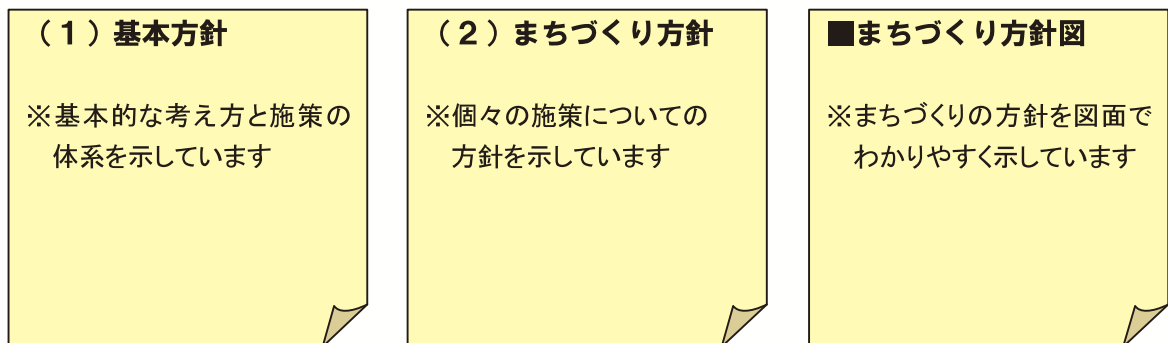 （１）基本方針
※基本的な考え方と施策の
体系を示しています
（２）まちづくり方針
※個々の施策についての
方針を示しています
■まちづくり方針図
※まちづくりの方針を図面で
わかりやすく示しています